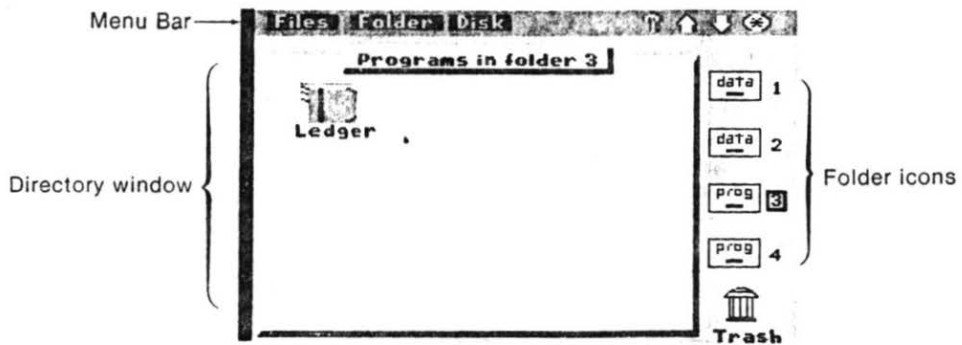 Menu Bar
Files Folder Disk
Programs in folder 3
Ledger
Directory window
data 1
data 2
prog 3
prog 4
Trash
Folder icons